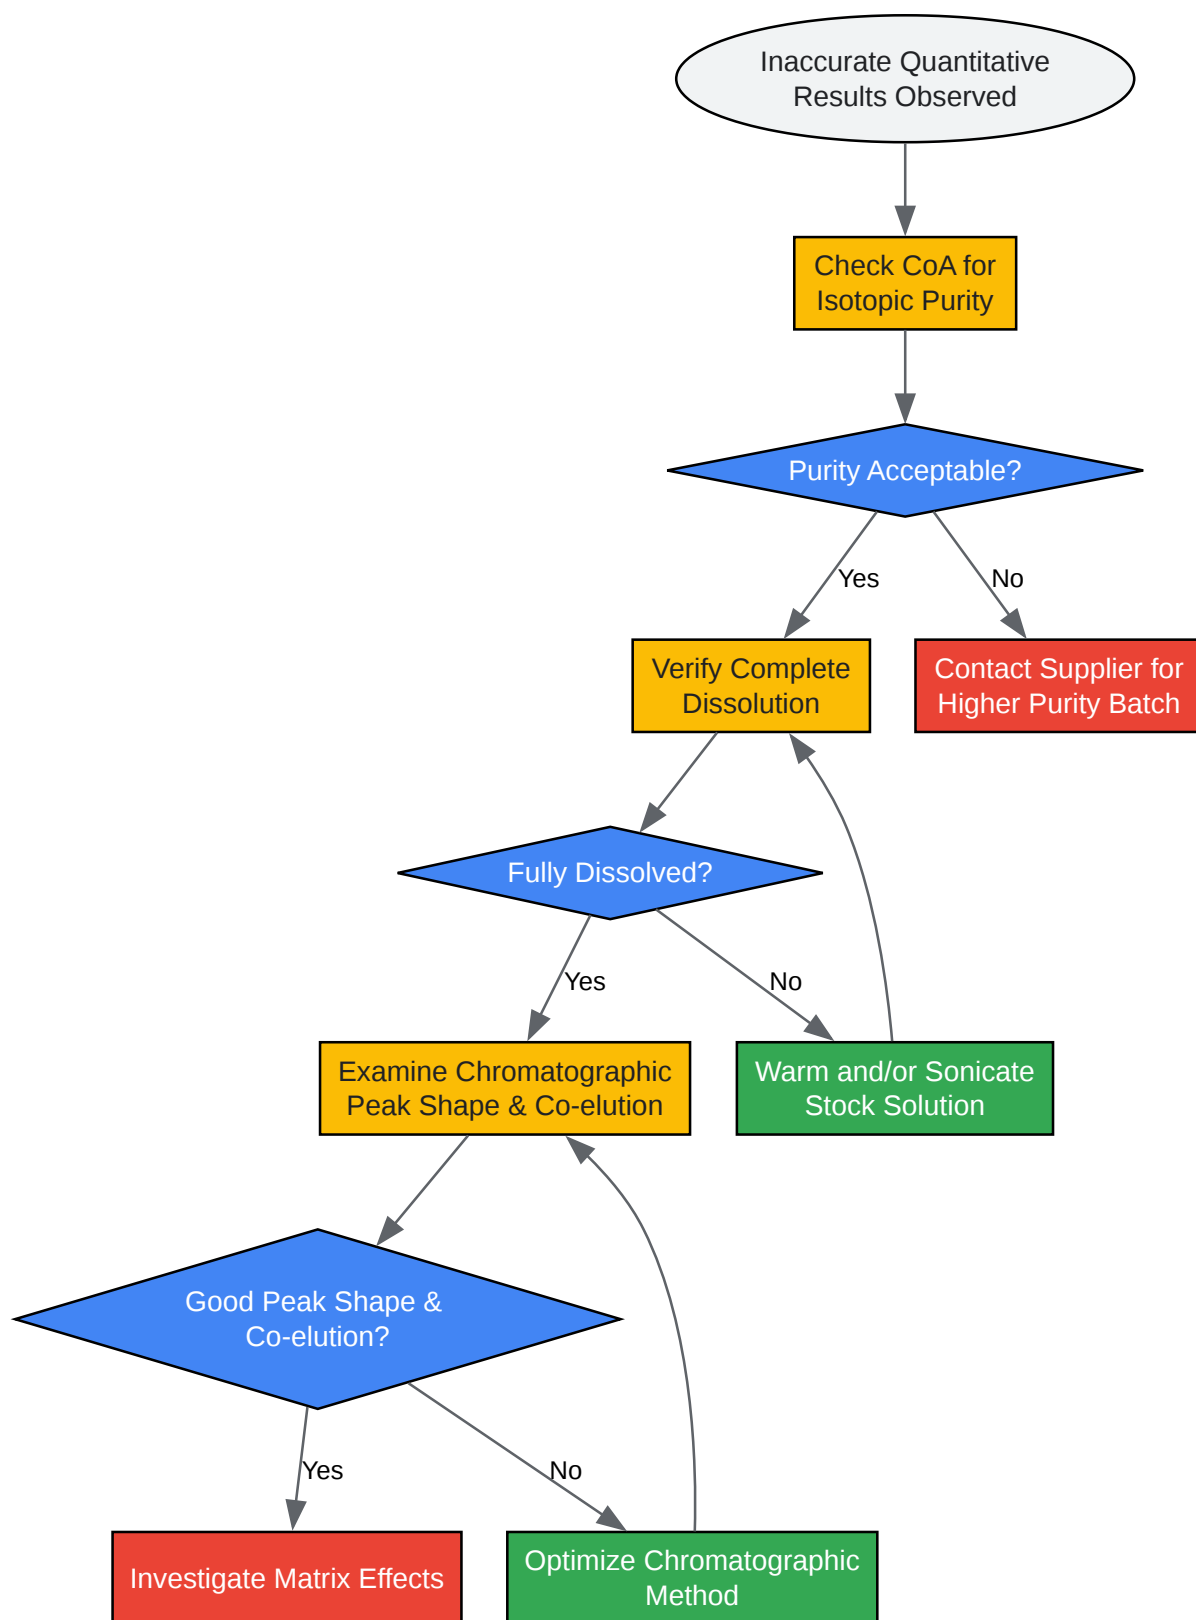 Inaccurate Quantitative
Results Observed
Check CoA for
Isotopic Purity
Purity Acceptable?
Yes
No
Verify Complete
Dissolution
Contact Supplier for
Higher Purity Batch
Fully Dissolved?
Yes
No
Examine Chromatographic
Peak Shape & Co-elution
Warm and/or Sonicate
Stock Solution
Good Peak Shape &
Co-elution?
Yes
No
Investigate Matrix Effects
Optimize Chromatographic
Method